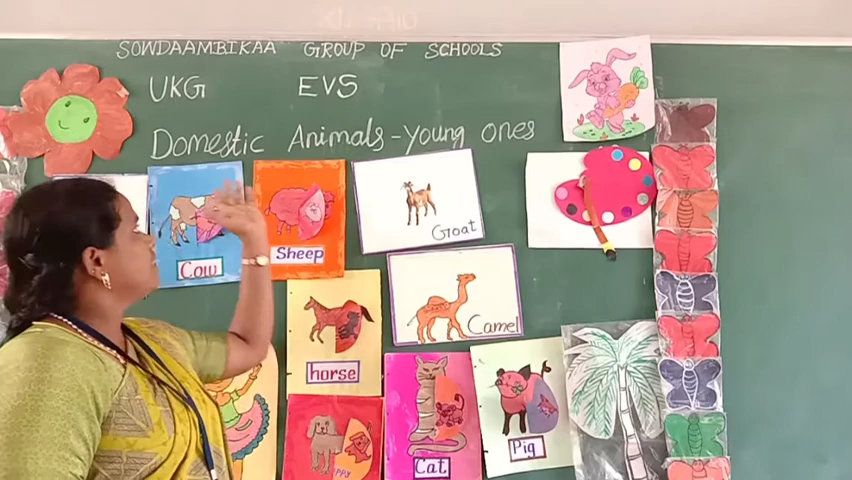 SOWDAAMBIKAA GROUP OF SCHOOLS
UKG EVS
Domestic Animals - Young ones
Cow
Sheep
Goat
Camel
horse
Cat
Pig